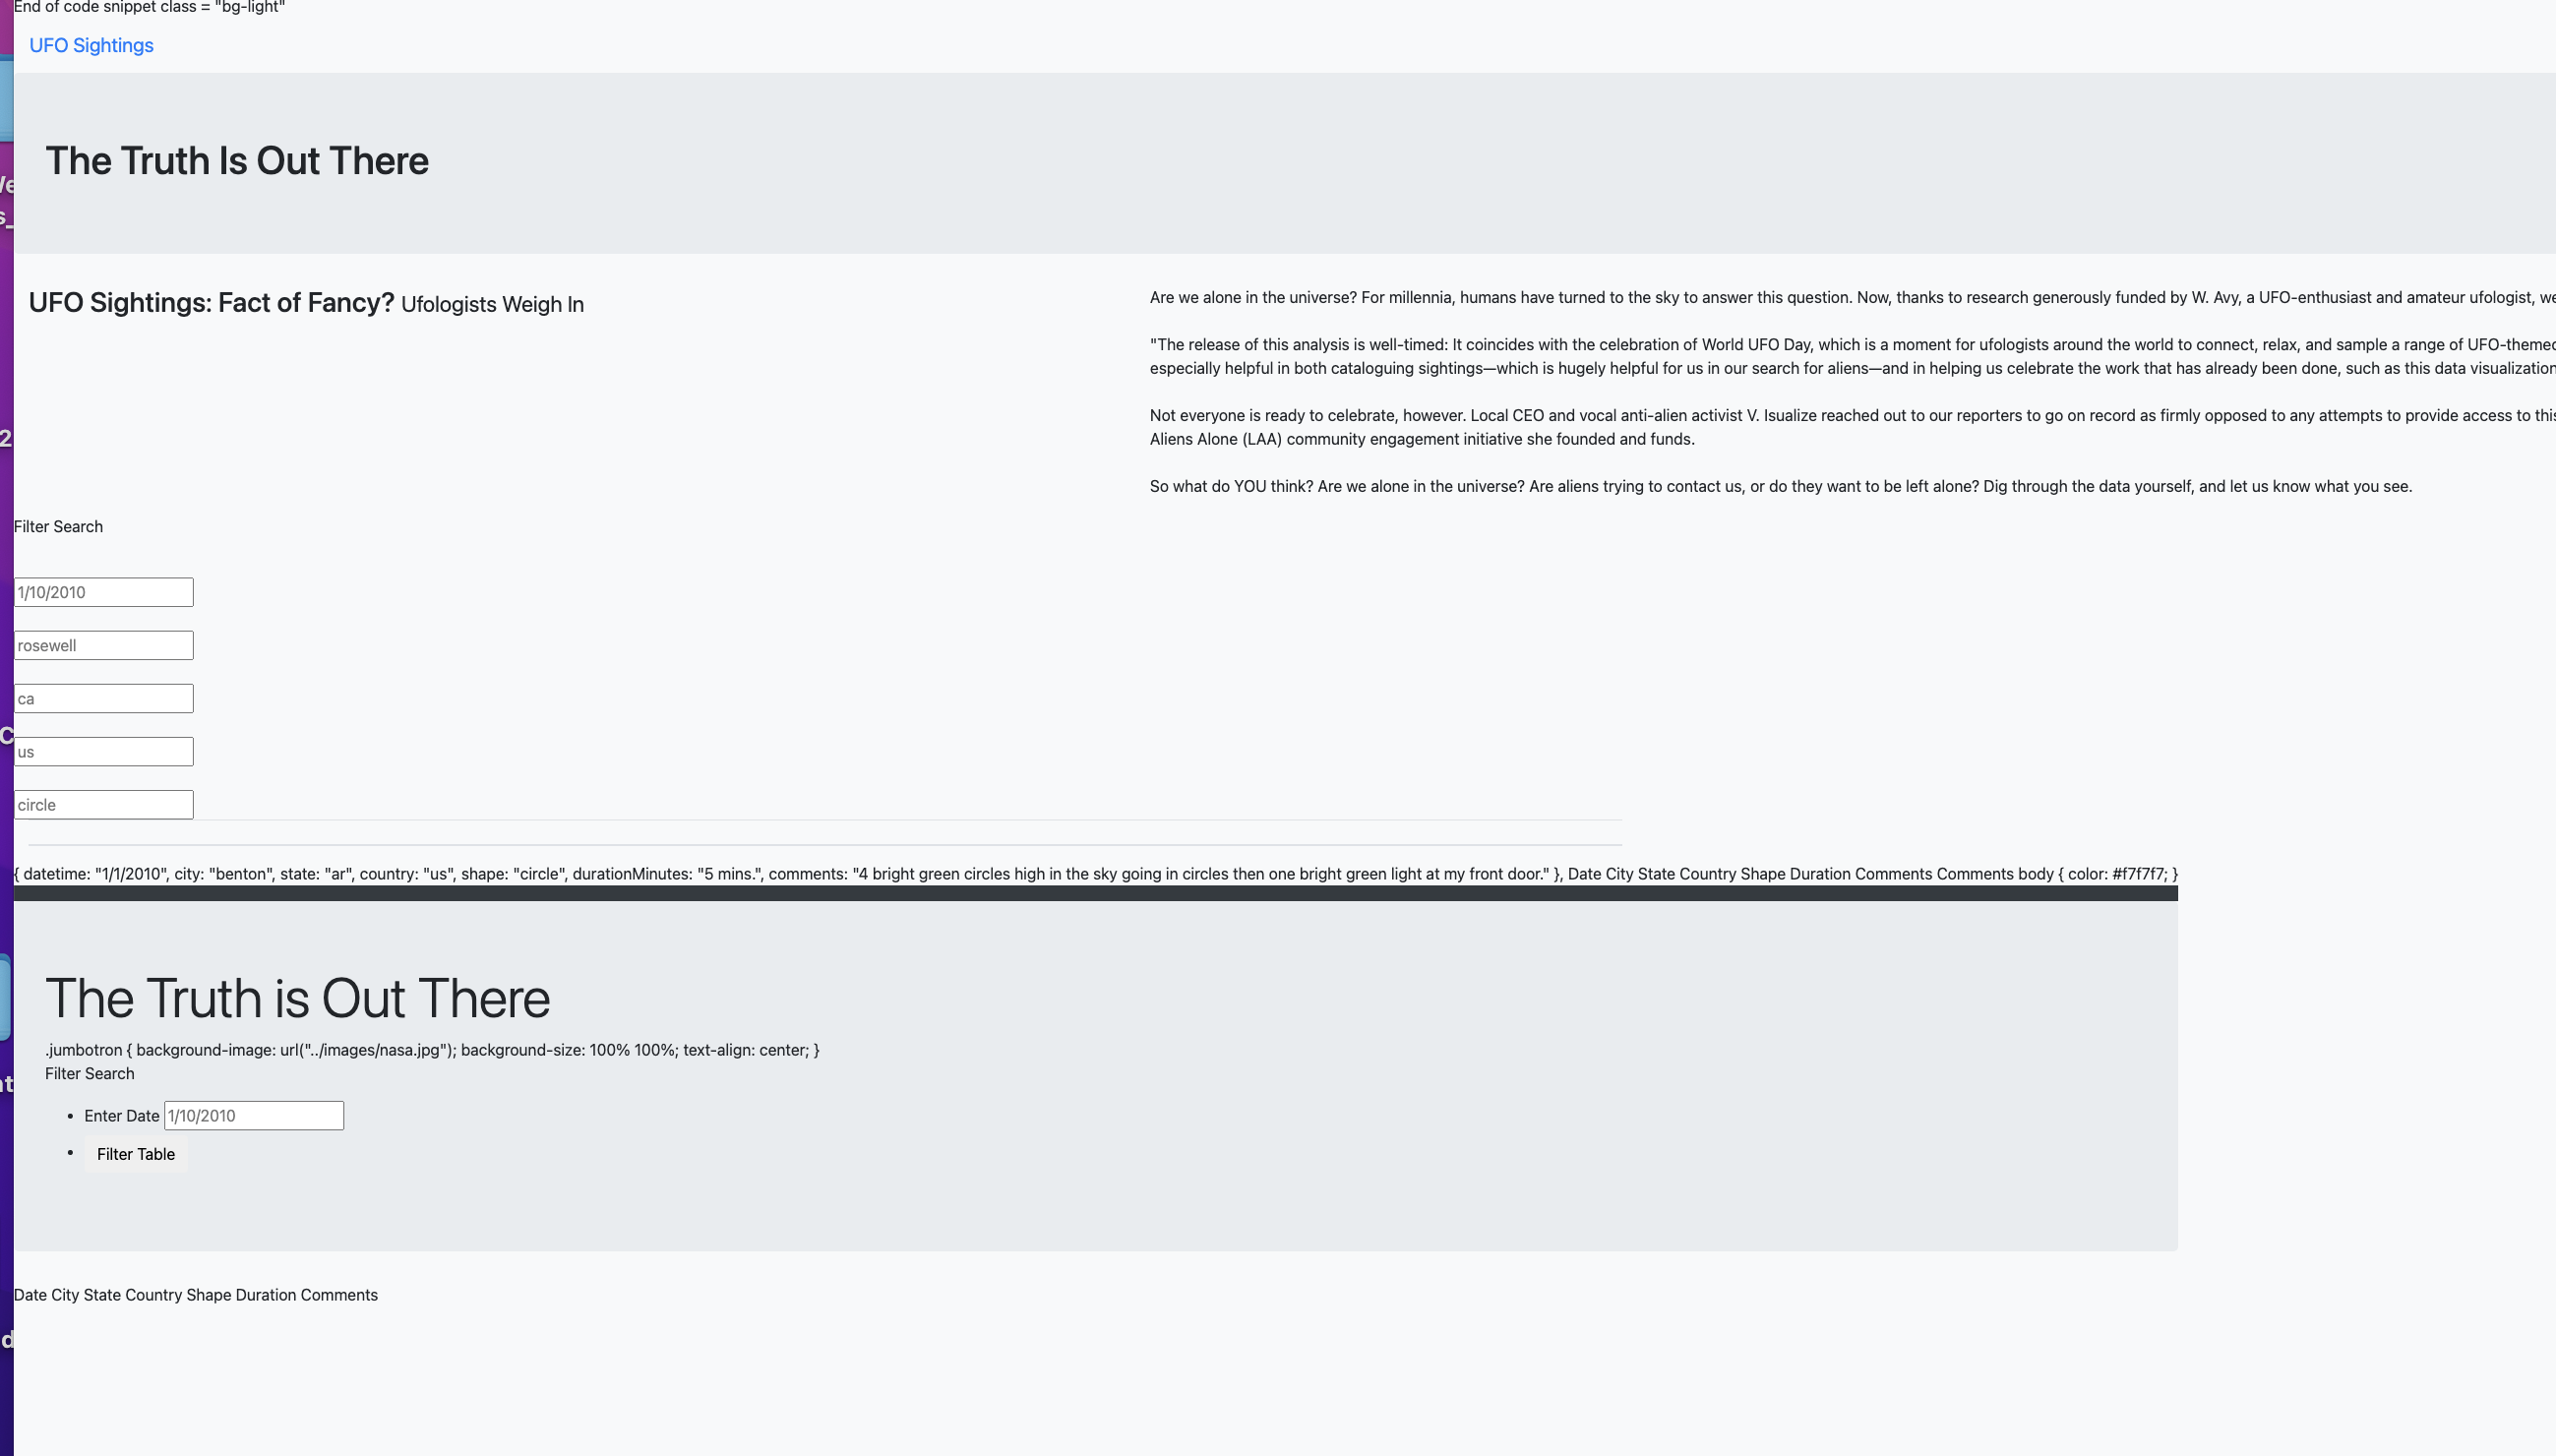 End of code snippet class = "bg-light"
UFO Sightings
The Truth Is Out There
UFO Sightings: Fact of Fancy? Ufologists Weigh In
Are we alone in the universe? For millennia, humans have turned to the sky to answer this question. Now, thanks to research generously funded by W. Avy, a UFO-enthusiast and amateur ufologist, we
"The release of this analysis is well-timed: It coincides with the celebration of World UFO Day, which is a moment for ufologists around the world to connect, relax, and sample a range of UFO-themed
especially helpful in both cataloguing sightings—which is hugely helpful for us in our search for aliens—and in helping us celebrate the work that has already been done, such as this data visualization
Not everyone is ready to celebrate, however. Local CEO and vocal anti-alien activist V. Isualize reached out to our reporters to go on record as firmly opposed to any attempts to provide access to this
Aliens Alone (LAA) community engagement initiative she founded and funds.
So what do YOU think? Are we alone in the universe? Are aliens trying to contact us, or do they want to be left alone? Dig through the data yourself, and let us know what you see.
Filter Search
1/10/2010
rosewell
ca
us
circle
{ datetime: "1/1/2010", city: "benton", state: "ar", country: "us", shape: "circle", durationMinutes: "5 mins.", comments: "4 bright green circles high in the sky going in circles then one bright green light at my front door." }, Date City State Country Shape Duration Comments Comments body { color: #f7f7f7; }
The Truth is Out There
.jumbotron { background-image: url("../images/nasa.jpg"); background-size: 100% 100%; text-align: center; }
Filter Search
• Enter Date 1/10/2010
• Filter Table
Date City State Country Shape Duration Comments